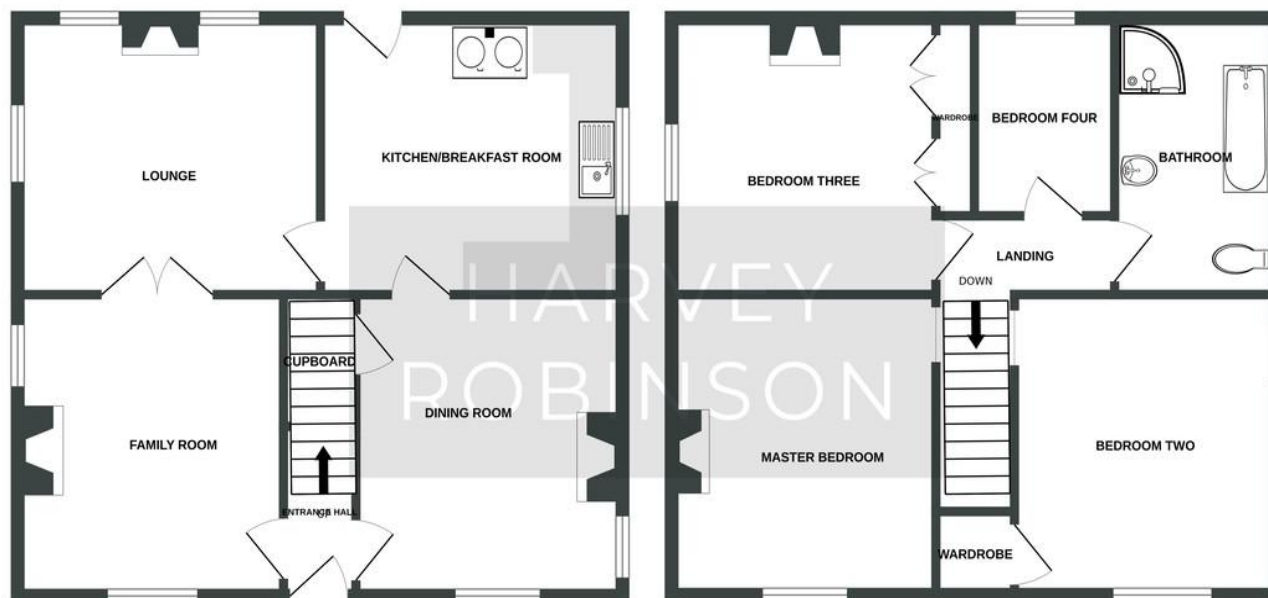 LOUNGE
KITCHEN/BREAKFAST ROOM
CUPBOARD
FAMILY ROOM
DINING ROOM
UP
ENTRANCE HALL
BEDROOM THREE
WARDROBE
BEDROOM FOUR
BATHROOM
LANDING
DOWN
MASTER BEDROOM
BEDROOM TWO
WARDROBE
HARVEY
ROBINSON